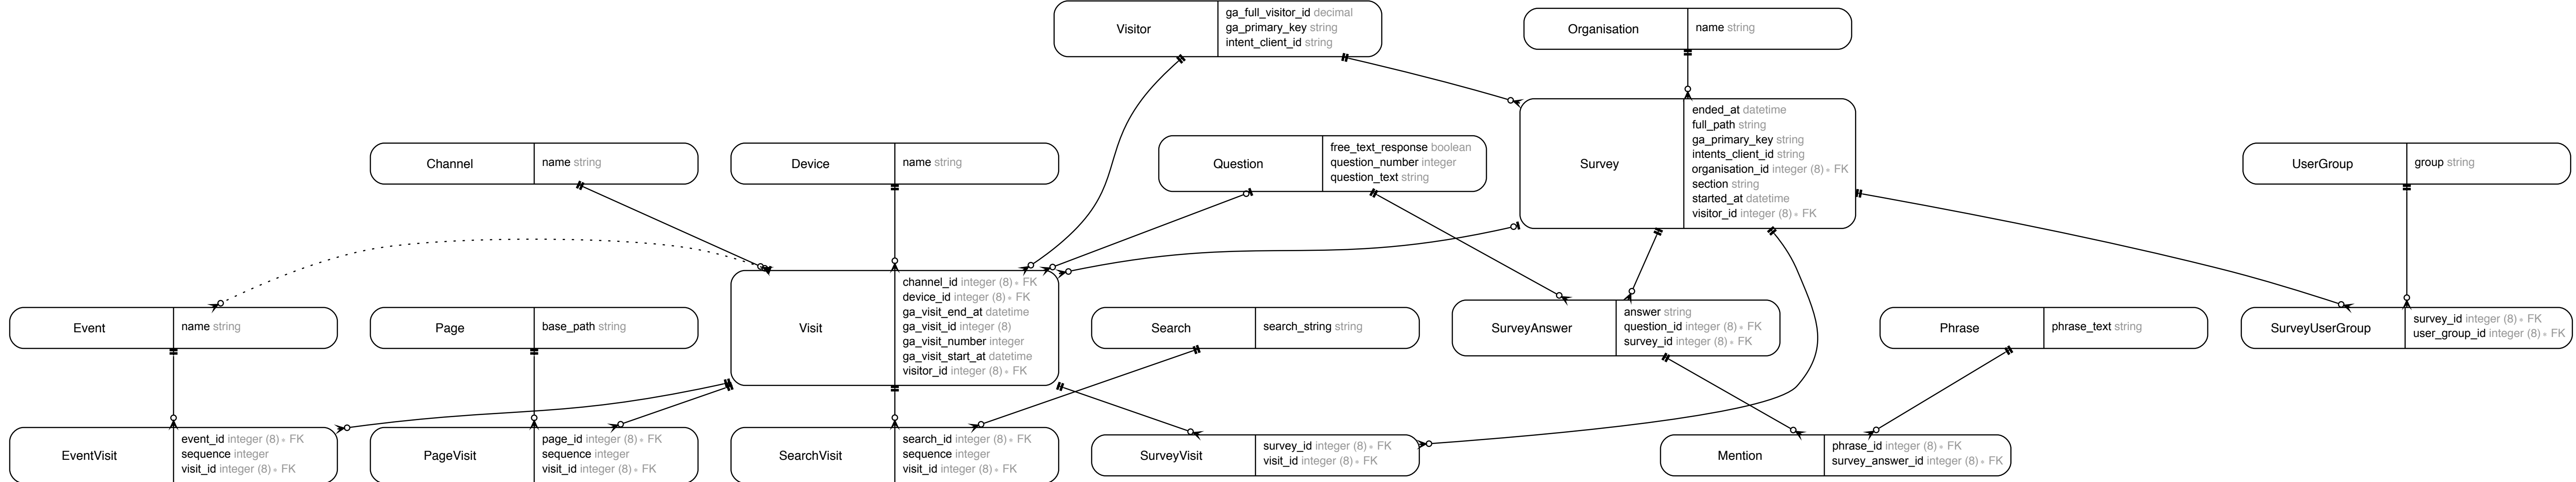 Visitor
ga_full_visitor_id decimal
ga_primary_key string
intent_client_id string
Organisation
name string
Channel
name string
Device
name string
Question
free_text_response boolean
question_number integer
question_text string
Survey
ended_at datetime
full_path string
ga_primary_key string
intents_client_id string
organisation_id integer (8) ∗ FK
section string
started_at datetime
visitor_id integer (8) ∗ FK
UserGroup
group string
Event
name string
Page
base_path string
Visit
channel_id integer (8) ∗ FK
device_id integer (8) ∗ FK
ga_visit_end_at datetime
ga_visit_id integer (8)
ga_visit_number integer
ga_visit_start_at datetime
visitor_id integer (8) ∗ FK
Search
search_string string
SurveyAnswer
answer string
question_id integer (8) ∗ FK
survey_id integer (8) ∗ FK
Phrase
phrase_text string
SurveyUserGroup
survey_id integer (8) ∗ FK
user_group_id integer (8) ∗ FK
EventVisit
event_id integer (8) ∗ FK
sequence integer
visit_id integer (8) ∗ FK
PageVisit
page_id integer (8) ∗ FK
sequence integer
visit_id integer (8) ∗ FK
SearchVisit
search_id integer (8) ∗ FK
sequence integer
visit_id integer (8) ∗ FK
SurveyVisit
survey_id integer (8) ∗ FK
visit_id integer (8) ∗ FK
Mention
phrase_id integer (8) ∗ FK
survey_answer_id integer (8) ∗ FK